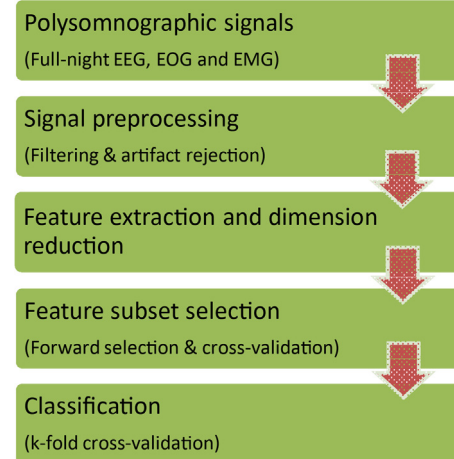 Polysomnographic signals
(Full-night EEG, EOG and EMG)
Signal preprocessing
(Filtering & artifact rejection)
Feature extraction and dimension
reduction
Feature subset selection
(Forward selection & cross-validation)
Classification
(k-fold cross-validation)